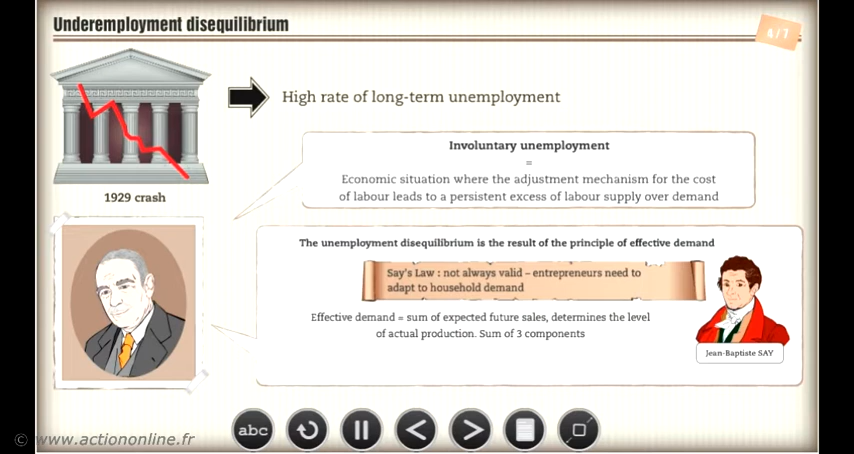 Underemployment disequilibrium
6/7
High rate of long-term unemployment
Involuntary unemployment
=
Economic situation where the adjustment mechanism for the cost
of labour leads to a persistent excess of labour supply over demand
1929 crash
The unemployment disequilibrium is the result of the principle of effective demand
Say's Law : not always valid – entrepreneurs need to
adapt to household demand
Effective demand = sum of expected future sales, determines the level
of actual production. Sum of 3 components
Jean-Baptiste SAY
abc
© www.actiononline.fr